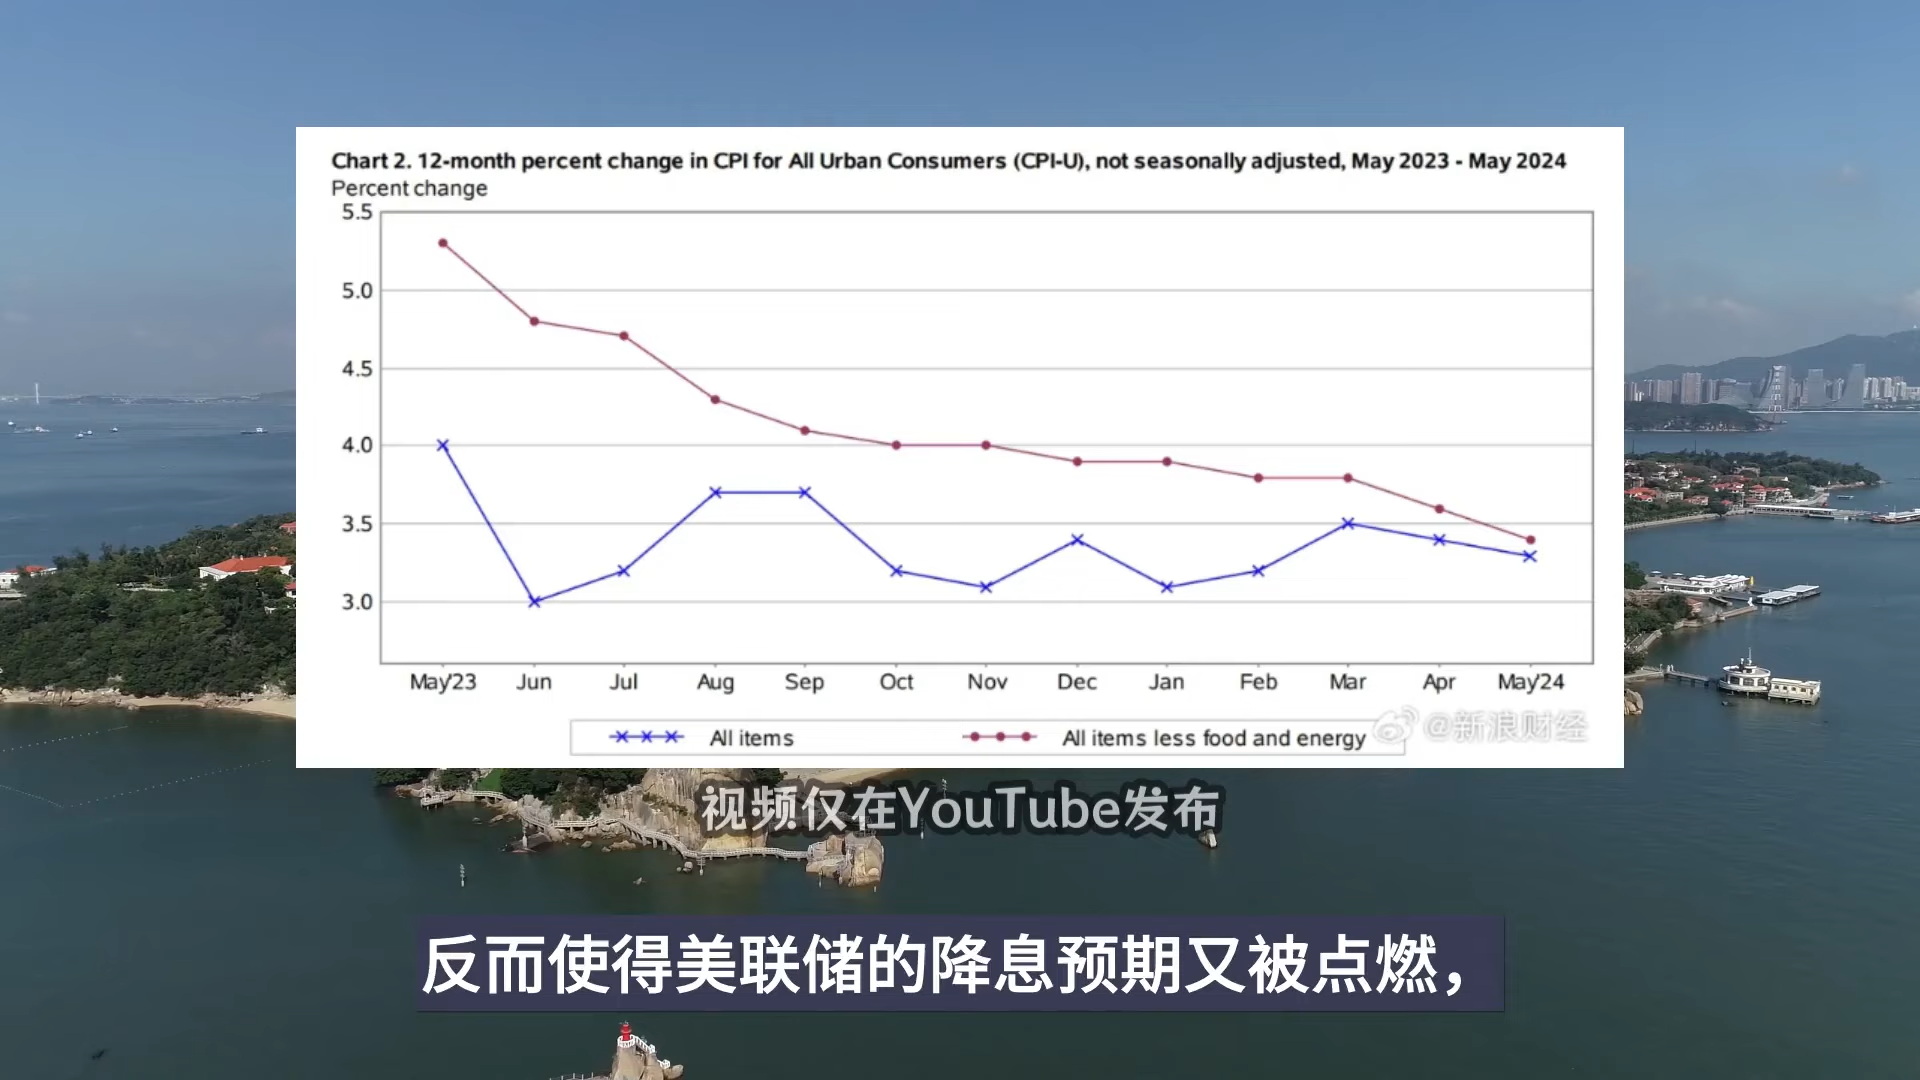 Chart 2. 12-month percent change in CPI for All Urban Consumers (CPI-U), not seasonally adjusted, May 2023 - May 2024
Percent change
5.5
5.0
4.5
4.0
3.5
3.0
May'23 Jun Jul Aug Sep Oct Nov Dec Jan Feb Mar Apr May'24
All items All items less food and energy
@新浪财经
视频仅在YouTube发布
反而使得美联储的降息预期又被点燃，